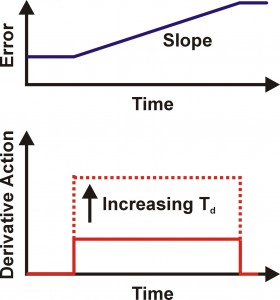 Error
Slope
Time
Derivative Action
Increasing Td
Time